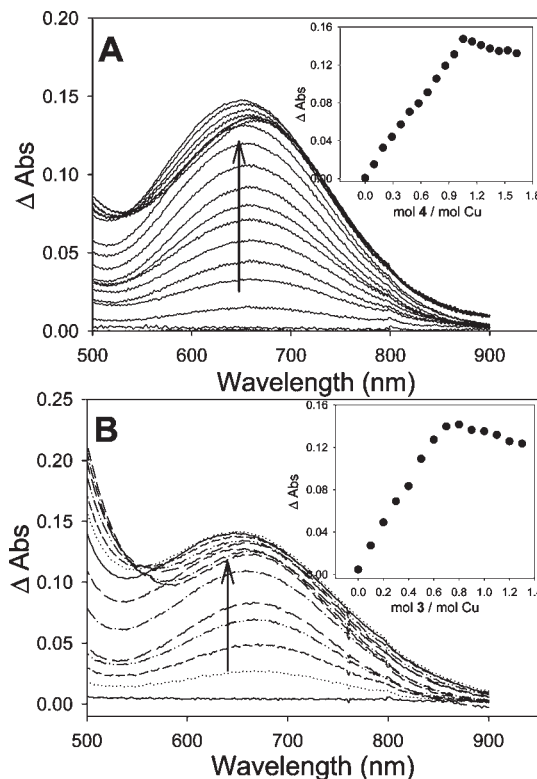 A
Δ Abs
0.20
0.15
0.10
0.05
0.00
500 600 700 800 900
Wavelength (nm)
Δ Abs
0.16
0.12
0.08
0.04
0.00
0.0 0.3 0.6 0.9 1.2 1.5 1.8
mol 4 / mol Cu
B
Δ Abs
0.25
0.20
0.15
0.10
0.05
0.00
500 600 700 800 900
Wavelength (nm)
Δ Abs
0.16
0.12
0.08
0.04
0.00
0.0 0.2 0.4 0.6 0.8 1.0 1.2
mol 3 / mol Cu